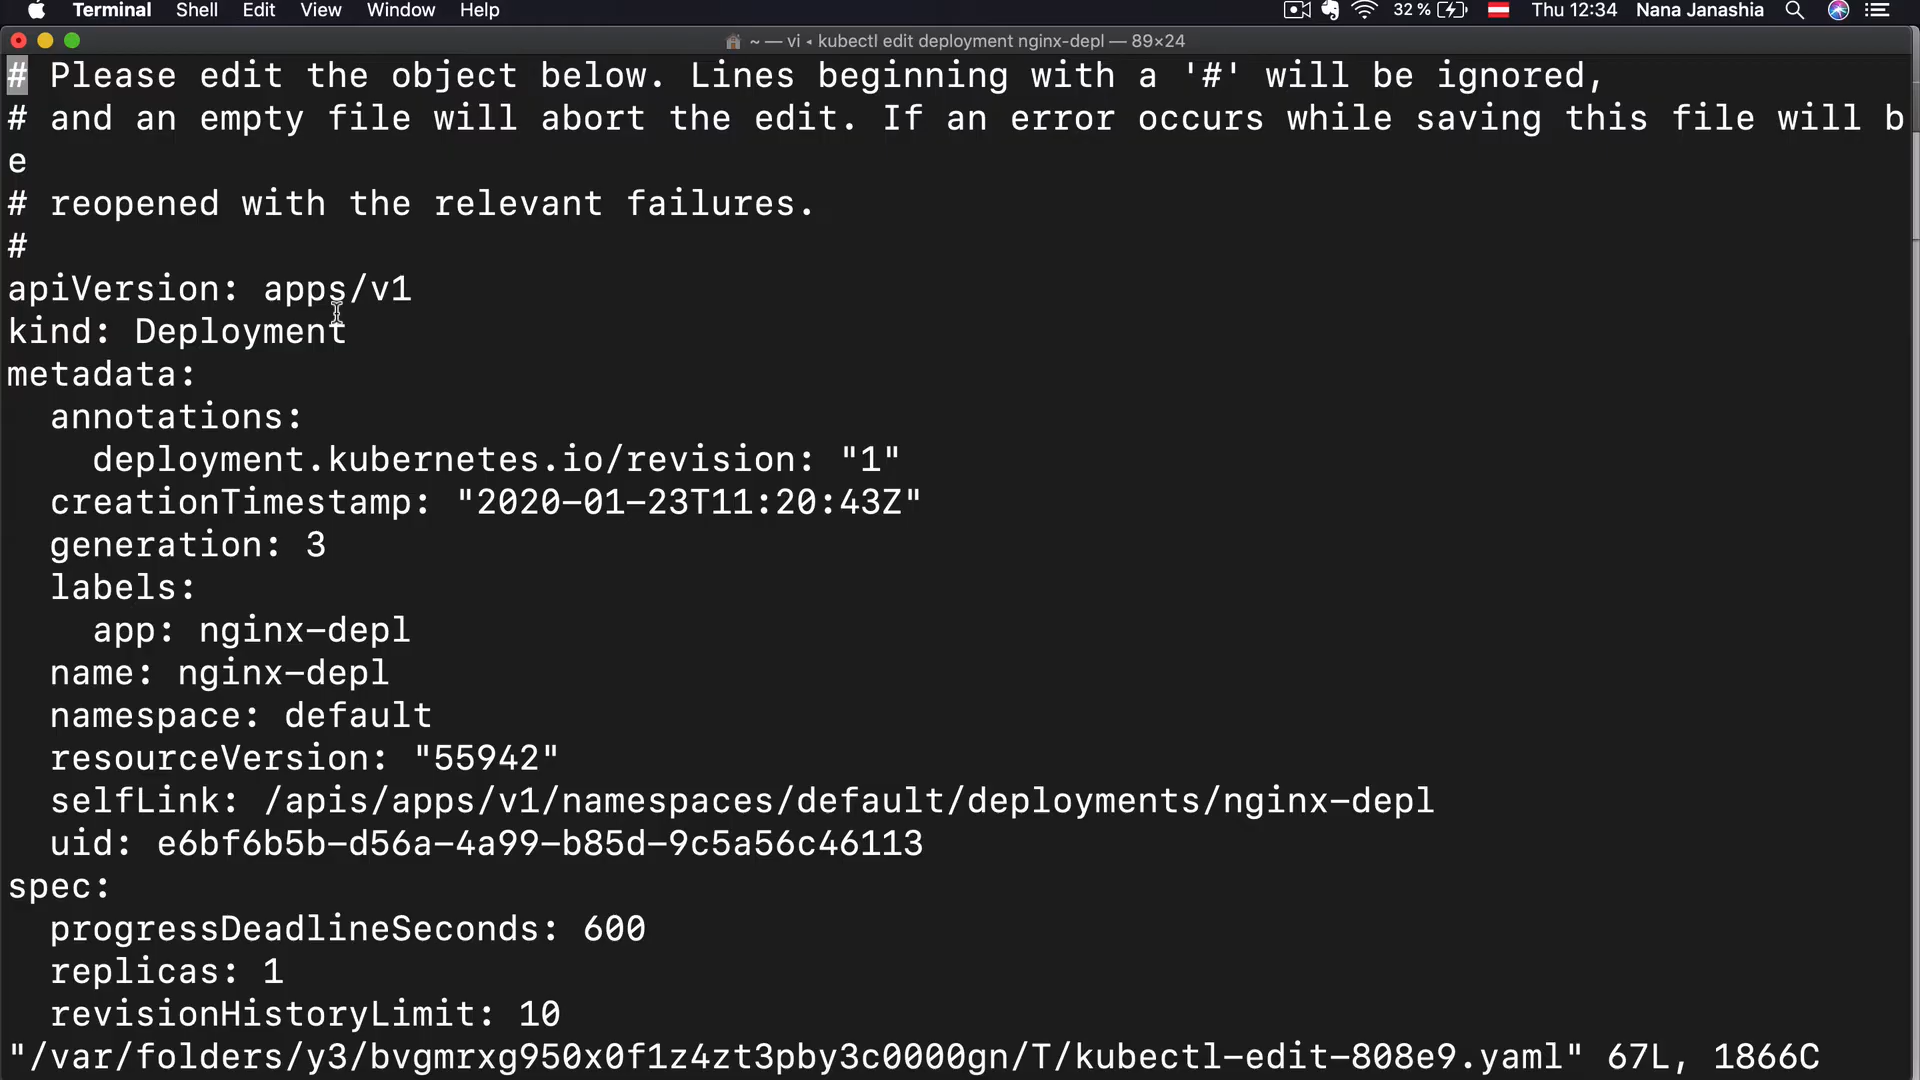 Terminal Shell Edit View Window Help 32 % Thu 12:34 Nana Janashia
~ — vi ◂ kubectl edit deployment nginx-depl — 89×24
# Please edit the object below. Lines beginning with a '#' will be ignored,
# and an empty file will abort the edit. If an error occurs while saving this file will b
e
# reopened with the relevant failures.
#
apiVersion: apps/v1
kind: Deployment
metadata:
  annotations:
    deployment.kubernetes.io/revision: "1"
  creationTimestamp: "2020-01-23T11:20:43Z"
  generation: 3
  labels:
    app: nginx-depl
  name: nginx-depl
  namespace: default
  resourceVersion: "55942"
  selfLink: /apis/apps/v1/namespaces/default/deployments/nginx-depl
  uid: e6bf6b5b-d56a-4a99-b85d-9c5a56c46113
spec:
  progressDeadlineSeconds: 600
  replicas: 1
  revisionHistoryLimit: 10
"/var/folders/y3/bvgmrxg950x0f1z4zt3pby3c0000gn/T/kubectl-edit-808e9.yaml" 67L, 1866C